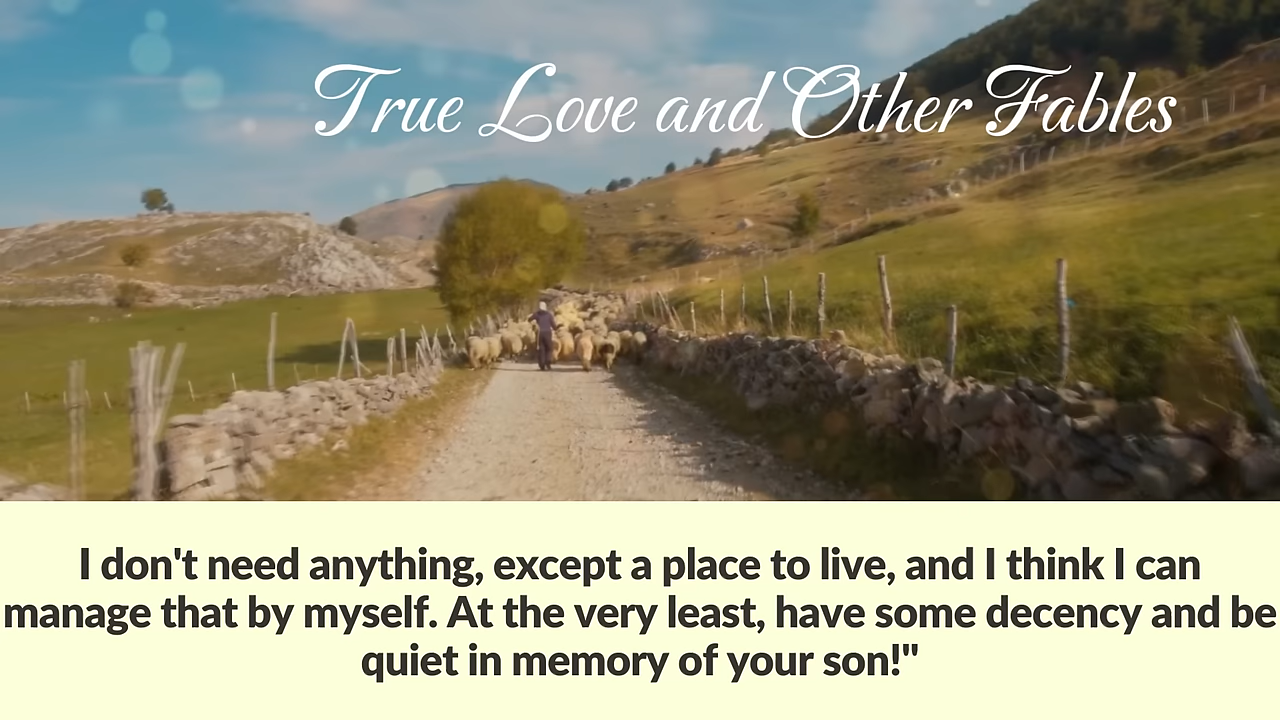 True Love and Other Fables
I don't need anything, except a place to live, and I think I can
manage that by myself. At the very least, have some decency and be
quiet in memory of your son!"